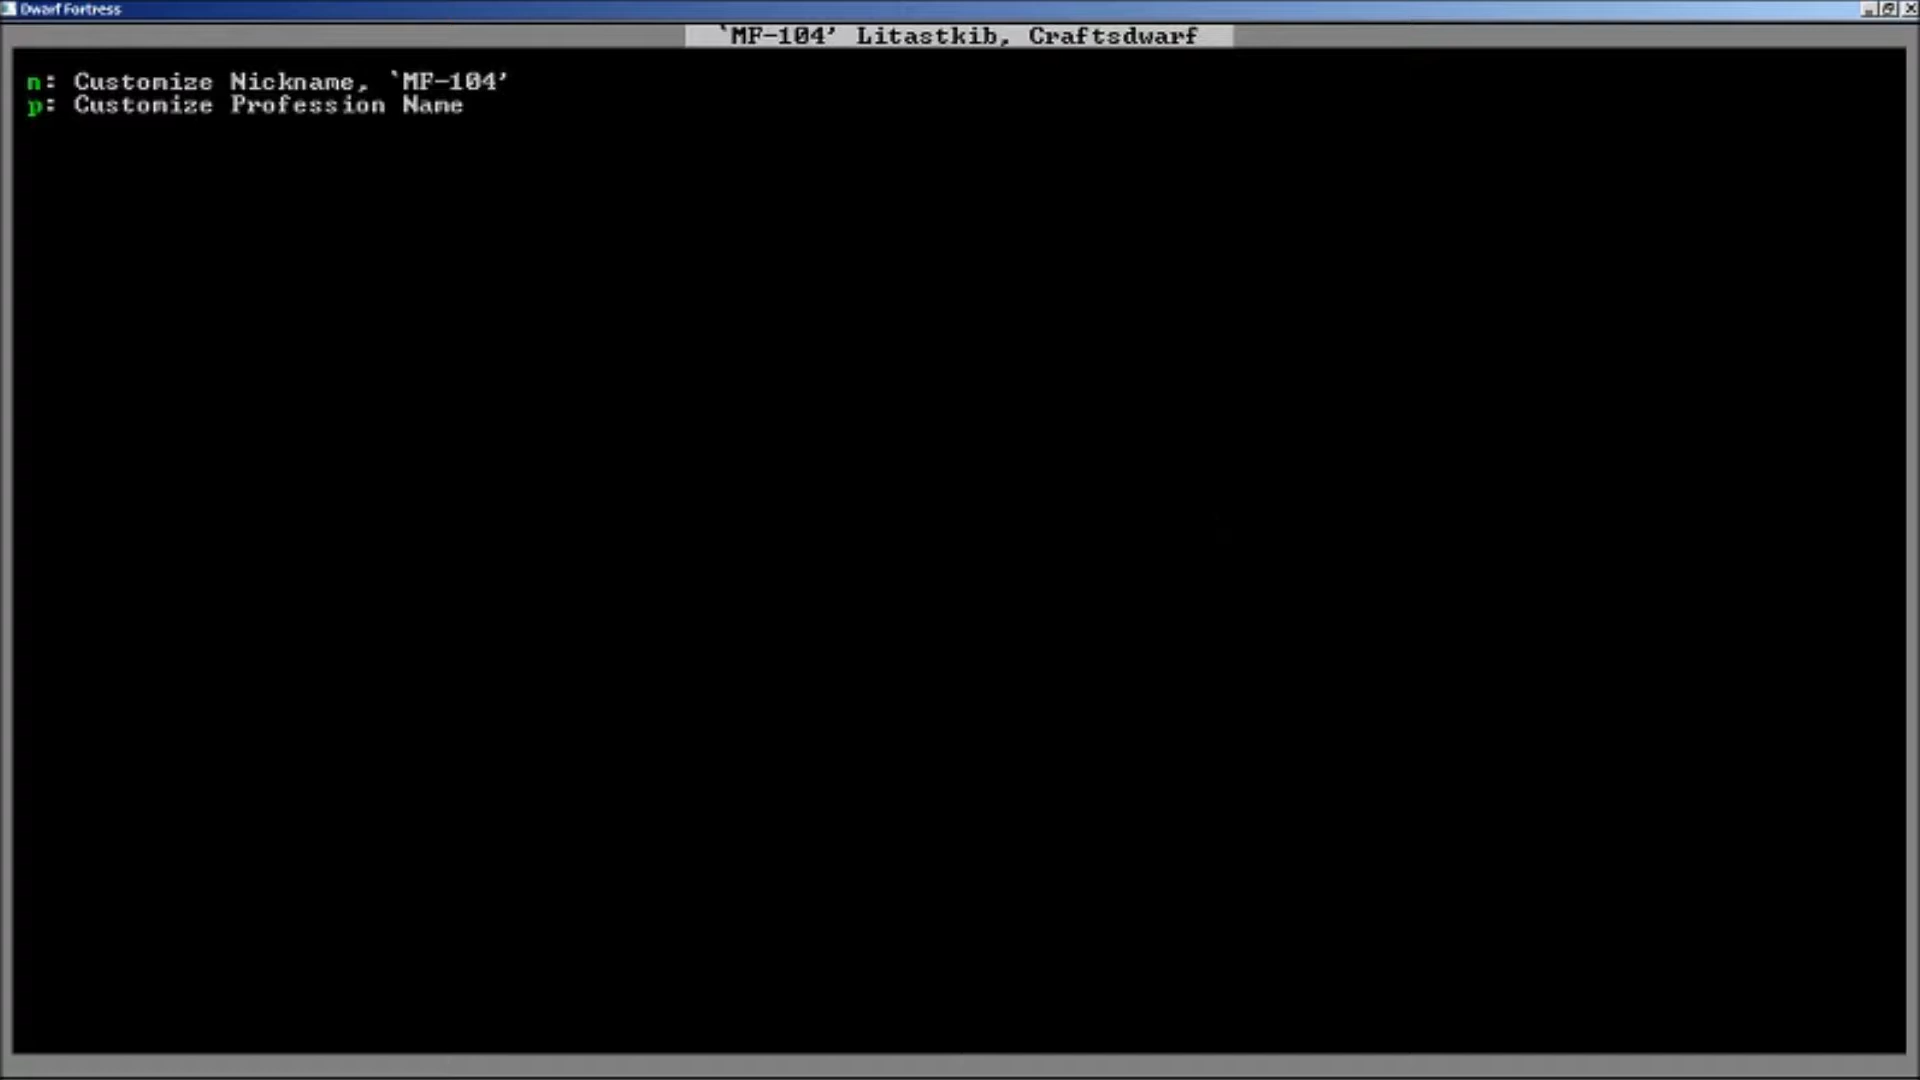 Dwarf Fortress
`MF-104' Litastkib, Craftsdwarf
n: Customize Nickname, `MF-104'
p: Customize Profession Name